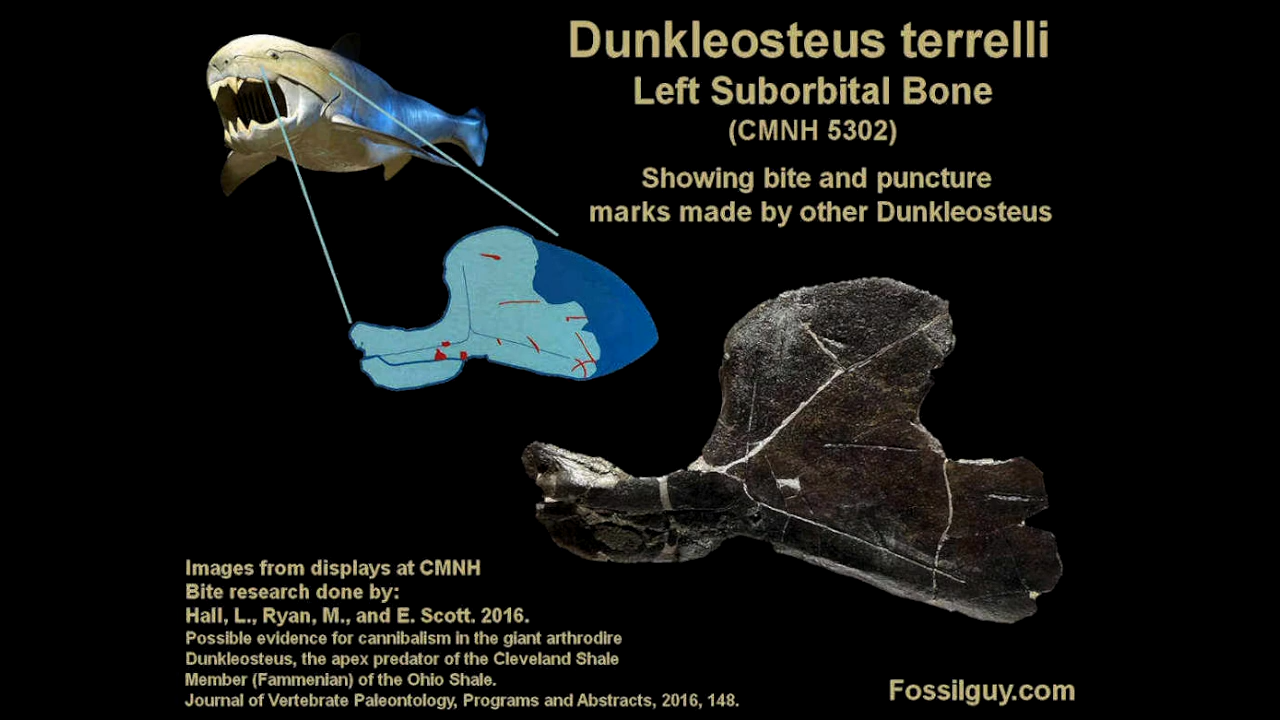 Dunkleosteus terrelli
Left Suborbital Bone
(CMNH 5302)
Showing bite and puncture
marks made by other Dunkleosteus
Images from displays at CMNH
Bite research done by:
Hall, L., Ryan, M., and E. Scott. 2016.
Possible evidence for cannibalism in the giant arthrodire
Dunkleosteus, the apex predator of the Cleveland Shale
Member (Fammenian) of the Ohio Shale.
Journal of Vertebrate Paleontology, Programs and Abstracts, 2016, 148.
Fossilguy.com